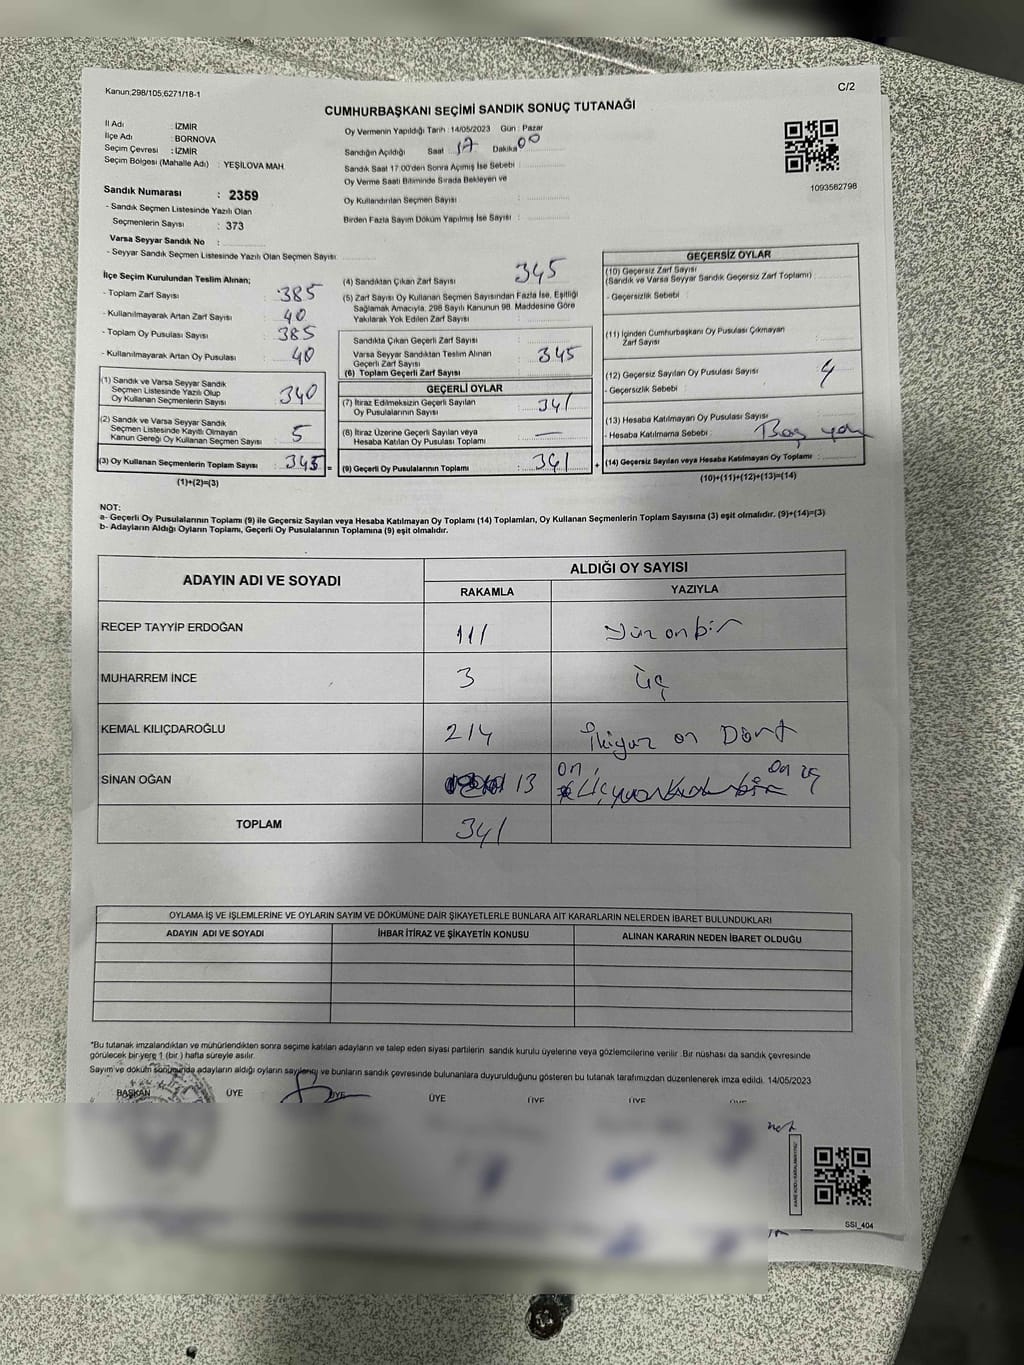 Kanun:298/105,6271/18-1
C/2
CUMHURBAŞKANI SEÇİMİ SANDIK SONUÇ TUTANAĞI
İl Adı : İZMİR
İlçe Adı : BORNOVA
Seçim Çevresi : İZMİR
Seçim Bölgesi (Mahalle Adı) : YEŞİLOVA MAH.
Sandık Numarası : 2359
- Sandık Seçmen Listesinde Yazılı Olan
Seçmenlerin Sayısı : 373
Varsa Seyyar Sandık No :
- Seyyar Sandık Seçmen Listesinde Yazılı Olan Seçmen Sayısı:
Oy Vermenin Yapıldığı Tarih : 14/05/2023 Gün : Pazar
Sandığın Açıldığı Saat 17 Dakika 00
Sandık Saat 17:00'den Sonra Açılmış İse Sebebi :
Oy Verme Saati Bitiminde Sırada Bekleyen ve
Oy Kullandırılan Seçmen Sayısı :
Birden Fazla Sayım Döküm Yapılmış İse Sayısı :
1093562798
İlçe Seçim Kurulundan Teslim Alınan;
- Toplam Zarf Sayısı : 385
- Kullanılmayarak Artan Zarf Sayısı : 40
- Toplam Oy Pusulası Sayısı : 385
- Kullanılmayarak Artan Oy Pusulası : 40
(1) Sandık ve Varsa Seyyar Sandık
Seçmen Listesinde Yazılı Olup
Oy Kullanan Seçmenlerin Sayısı : 340
(2) Sandık ve Varsa Seyyar Sandık
Seçmen Listesinde Kayıtlı Olmayan
Kanun Gereği Oy Kullanan Seçmen Sayısı : 5
(3) Oy Kullanan Seçmenlerin Toplam Sayısı : 345 =
(1)+(2)=(3)
(4) Sandıktan Çıkan Zarf Sayısı : 345
(5) Zarf Sayısı Oy Kullanan Seçmen Sayısından Fazla İse, Eşitliği
Sağlamak Amacıyla, 298 Sayılı Kanunun 98. Maddesine Göre
Yakılarak Yok Edilen Zarf Sayısı :
Sandıkta Çıkan Geçerli Zarf Sayısı :
Varsa Seyyar Sandıktan Teslim Alınan
Geçerli Zarf Sayısı : 345
(6) Toplam Geçerli Zarf Sayısı :
GEÇERLİ OYLAR
(7) İtiraz Edilmeksizin Geçerli Sayılan
Oy Pusulalarının Sayısı : 341
(8) İtiraz Üzerine Geçerli Sayılan veya
Hesaba Katılan Oy Pusulası Toplamı : —
(9) Geçerli Oy Pusulalarının Toplamı : 341 +
GEÇERSİZ OYLAR
(10) Geçersiz Zarf Sayısı
(Sandık ve Varsa Seyyar Sandık Geçersiz Zarf Toplamı) :
- Geçersizlik Sebebi :
(11) İçinden Cumhurbaşkanı Oy Pusulası Çıkmayan
Zarf Sayısı :
(12) Geçersiz Sayılan Oy Pusulası Sayısı : 4
- Geçersizlik Sebebi :
(13) Hesaba Katılmayan Oy Pusulası Sayısı :
- Hesaba Katılmama Sebebi : Boş
(14) Geçersiz Sayılan veya Hesaba Katılmayan Oy Toplamı :
(10)+(11)+(12)+(13)=(14)
NOT:
a- Geçerli Oy Pusulalarının Toplamı (9) ile Geçersiz Sayılan veya Hesaba Katılmayan Oy Toplamı (14) Toplamları, Oy Kullanan Seçmenlerin Toplam Sayısına (3) eşit olmalıdır. (9)+(14)=(3)
b- Adayların Aldığı Oyların Toplamı, Geçerli Oy Pusulalarının Toplamına (9) eşit olmalıdır.
ADAYIN ADI VE SOYADI ALDIĞI OY SAYISI
RAKAMLA YAZIYLA
RECEP TAYYİP ERDOĞAN 111 Yüz onbir
MUHARREM İNCE 3 Üç
KEMAL KILIÇDAROĞLU 214 İkiyüz on Dört
SİNAN OĞAN 13 on üç
TOPLAM 341
OYLAMA İŞ VE İŞLEMLERİNE VE OYLARIN SAYIM VE DÖKÜMÜNE DAİR ŞİKAYETLERLE BUNLARA AİT KARARLARIN NELERDEN İBARET BULUNDUKLARI
ADAYIN ADI VE SOYADI İHBAR İTİRAZ VE ŞİKAYETİN KONUSU ALINAN KARARIN NEDEN İBARET OLDUĞU
*Bu tutanak imzalandıktan ve mühürlendikten sonra seçime katılan adayların ve talep eden siyasi partilerin sandık kurulu üyelerine veya gözlemcilerine verilir. Bir nüshası da sandık çevresinde
görülecek bir yere 1 (bir ) hafta süreyle asılır.
Sayım ve döküm sonucunda adayların aldığı oyların sayılarını ve bunların sandık çevresinde bulunanlara duyurulduğunu gösteren bu tutanak tarafımızdan düzenlenerek imza edildi. 14/05/2023
BAŞKAN ÜYE ÜYE ÜYE ÜYE ÜYE ÜYE
SSI_404